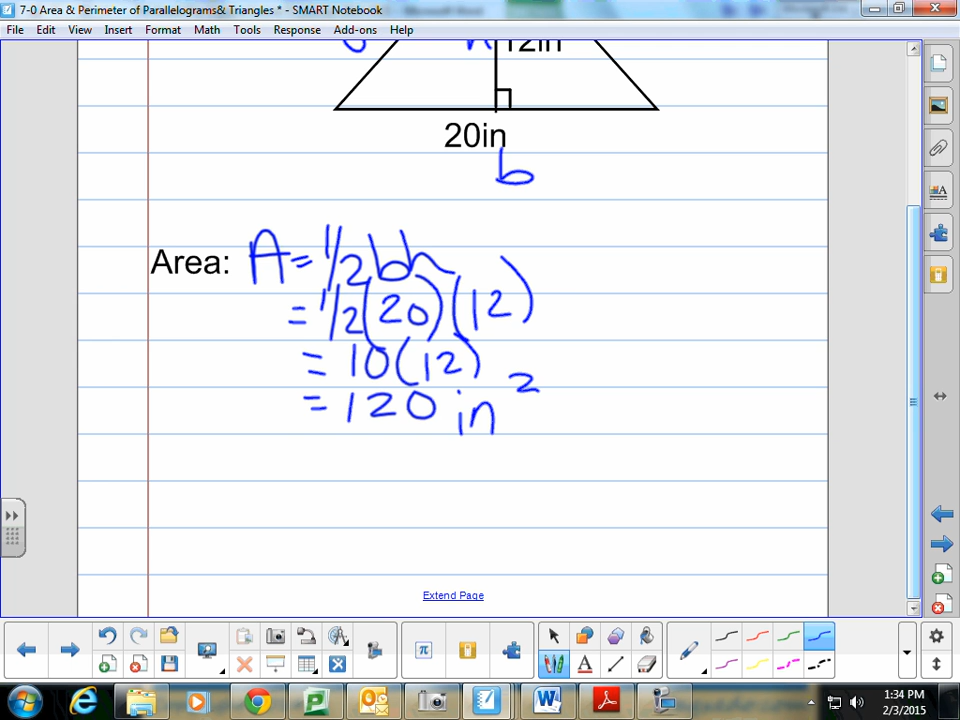 7-0 Area & Perimeter of Parallelograms& Triangles * - SMART Notebook
File Edit View Insert Format Math Tools Response Add-ons Help
h 12in
20in
b
Area: A = 1/2 bh
= 1/2(20)(12)
= 10(12)
= 120 in²
Extend Page
1:34 PM
2/3/2015